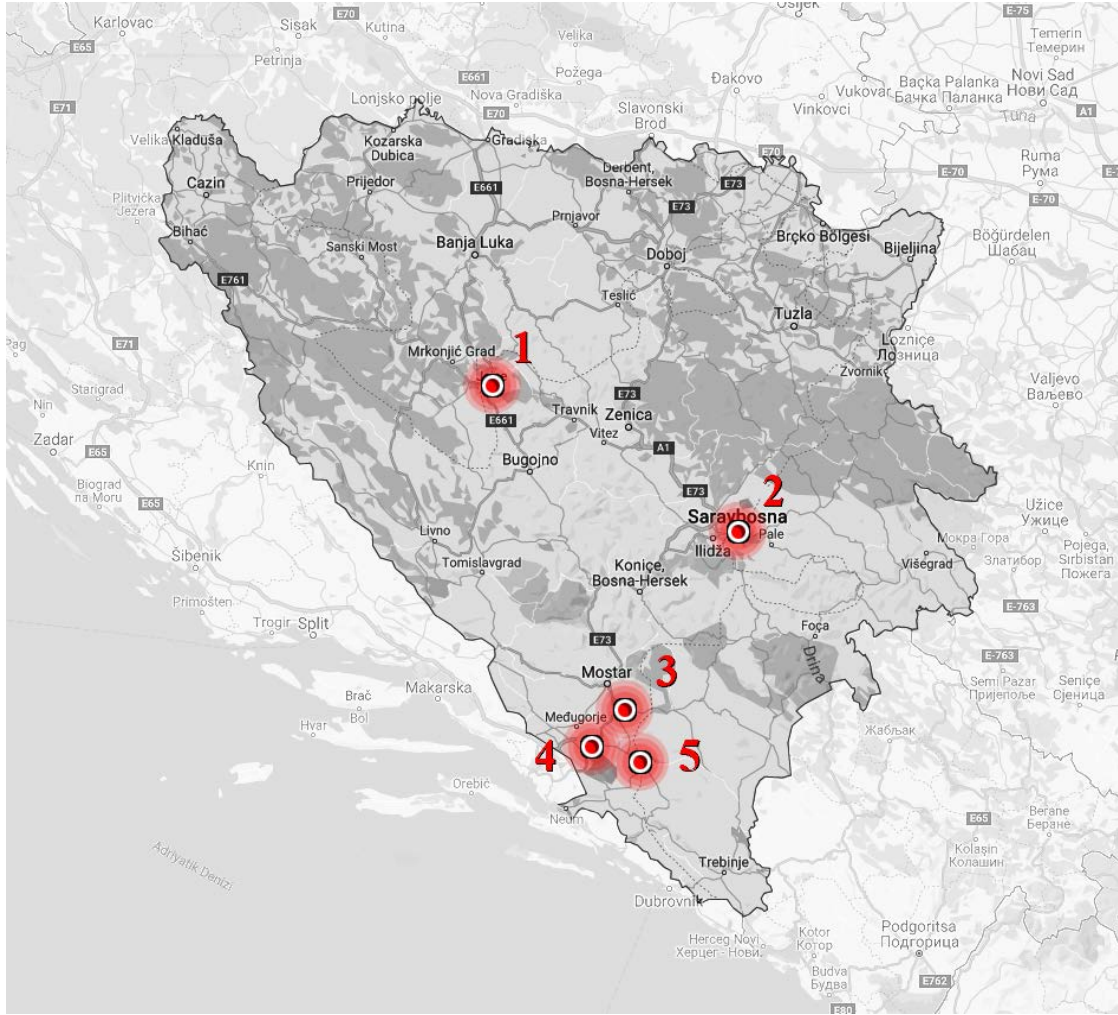 Karlovac
Sisak
E70
Kutina
Velika
Osijek
E-75
Temerin
Темерин
E65
Petrinja
E661
Požega
Đakovo
Vukovar
Bačka Palanka
Бачка Паланка
Novi Sad
Нови Сад
E71
Lonjsko polje
Nova Gradiška
E70
Slavonski
Brod
Vinkovci
A1
Velika
Kladuša
Kozarska
Dubica
Gradiška
E70
Ruma
Рума
E-70
Cazin
Prijedor
E661
Derbent,
Bosna-Hersek
E73
E-70
Plitvička
Jezera
Bihać
Sanski Most
Banja Luka
Prnjavor
E73
Doboj
Brçko Bölgesi
Bijeljina
Böğürdelen
Шабац
E761
Teslić
Tuzla
Lozniçe
Лозница
Pag
E71
Mrkonjić Grad
1
Zvornik
Starigrad
Valjevo
Ваљево
Nin
Zadar
E65
E661
Travnik
E73
Zenica
Vitez
A1
Knin
Bugojno
Biograd
na Moru
E65
E73
2
Saraybosna
Užice
Ужице
Livno
Ilidža
Pale
Мокра Гора
Златибор
Požega,
Sırbistan
Пожега
Šibenik
Tomislavgrad
Koniçe,
Bosna-Hersek
Višegrad
Primošten
Trogir
Split
E73
Foça
E-763
Drina
E-763
Mostar
3
Semi Pazar
Пријепоље
Seniçe
Сјеница
Brač
Bol
Makarska
Hvar
Međugorje
4
5
Жабљак
Orebić
Neum
E65
Berane
Беране
Adriyatik Denizi
Trebinje
Kolaşin
Колашин
Dubrovnik
Herceg Novi
Херцег - Нови
Kotor
Котор
Podgoritsa
Подгорица
Budva
Будва
E762
E80